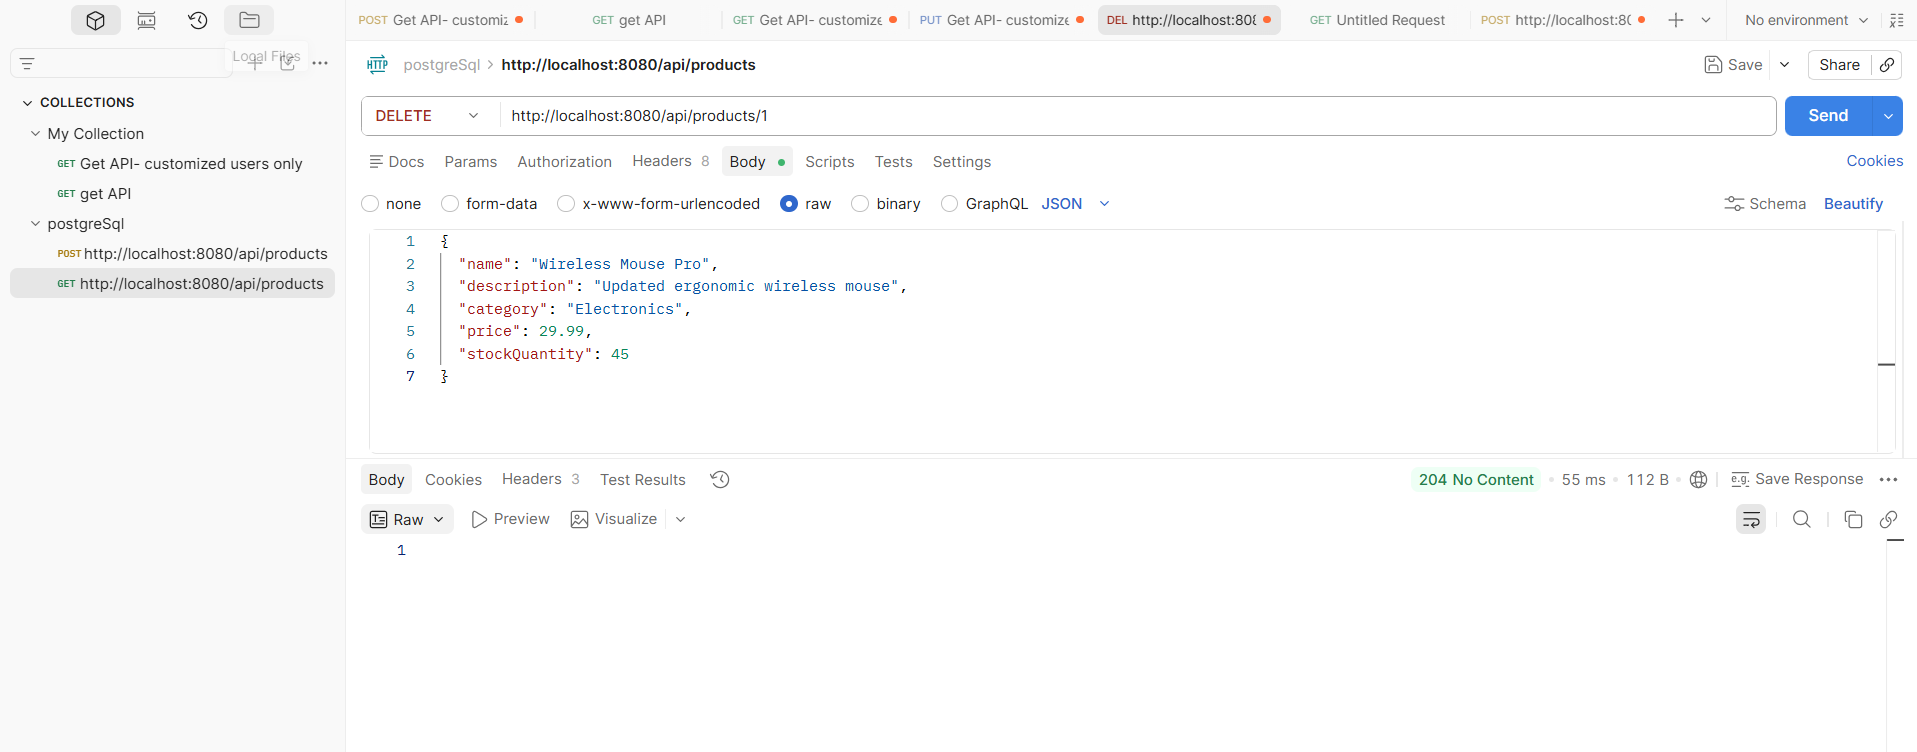 POST Get API- customiz GET get API GET Get API- customize PUT Get API- customize DEL http://localhost:808 GET Untitled Request POST http://localhost:80 No environment
Local Files
postgreSql > http://localhost:8080/api/products Save Share
COLLECTIONS
My Collection
GET Get API- customized users only
GET get API
postgreSql
POST http://localhost:8080/api/products
GET http://localhost:8080/api/products
DELETE http://localhost:8080/api/products/1 Send
Docs Params Authorization Headers 8 Body Scripts Tests Settings Cookies
none form-data x-www-form-urlencoded raw binary GraphQL JSON Schema Beautify
1 {
2 "name": "Wireless Mouse Pro",
3 "description": "Updated ergonomic wireless mouse",
4 "category": "Electronics",
5 "price": 29.99,
6 "stockQuantity": 45
7 }
Body Cookies Headers 3 Test Results 204 No Content 55 ms 112 B e.g. Save Response
Raw Preview Visualize
1